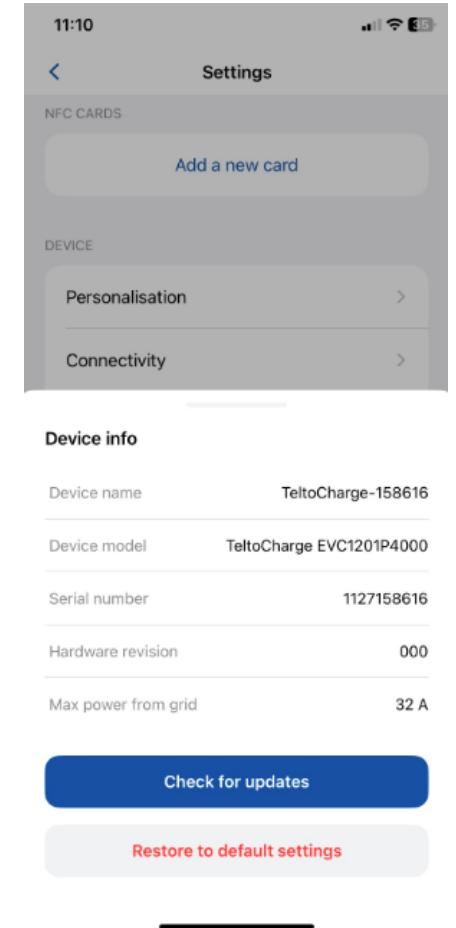 11:10
35
Settings
NFC CARDS
Add a new card
DEVICE
Personalisation
Connectivity
Device info
Device name TeltoCharge-158616
Device model TeltoCharge EVC1201P4000
Serial number 1127158616
Hardware revision 000
Max power from grid 32 A
Check for updates
Restore to default settings